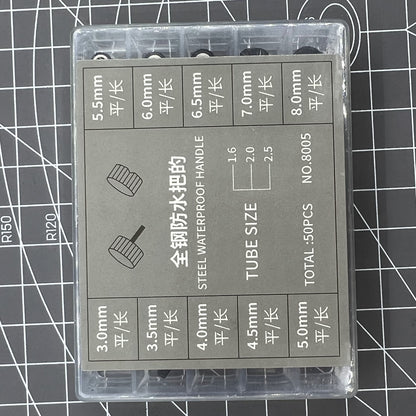 5.5mm
平/长
6.0mm
平/长
6.5mm
平/长
7.0mm
平/长
8.0mm
平/长
全钢防水把的
STEEL WATERPROOF HANDLE
1.6
2.0
2.5
TUBE SIZE
TOTAL:50PCS
NO.8005
3.0mm
平/长
3.5mm
平/长
4.0mm
平/长
4.5mm
平/长
5.0mm
平/长
R150
R120